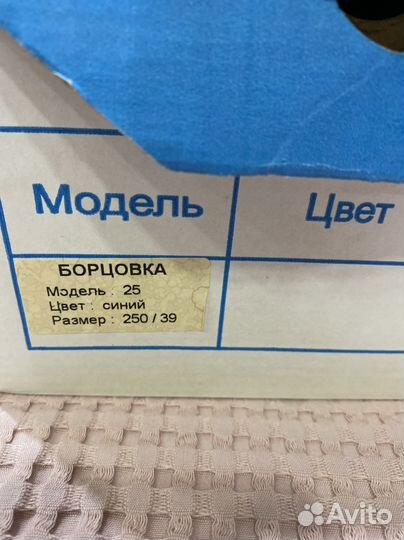 Модель Цвет
БОРЦОВКА
Модель : 25
Цвет : синий
Размер : 250 / 39
Avito